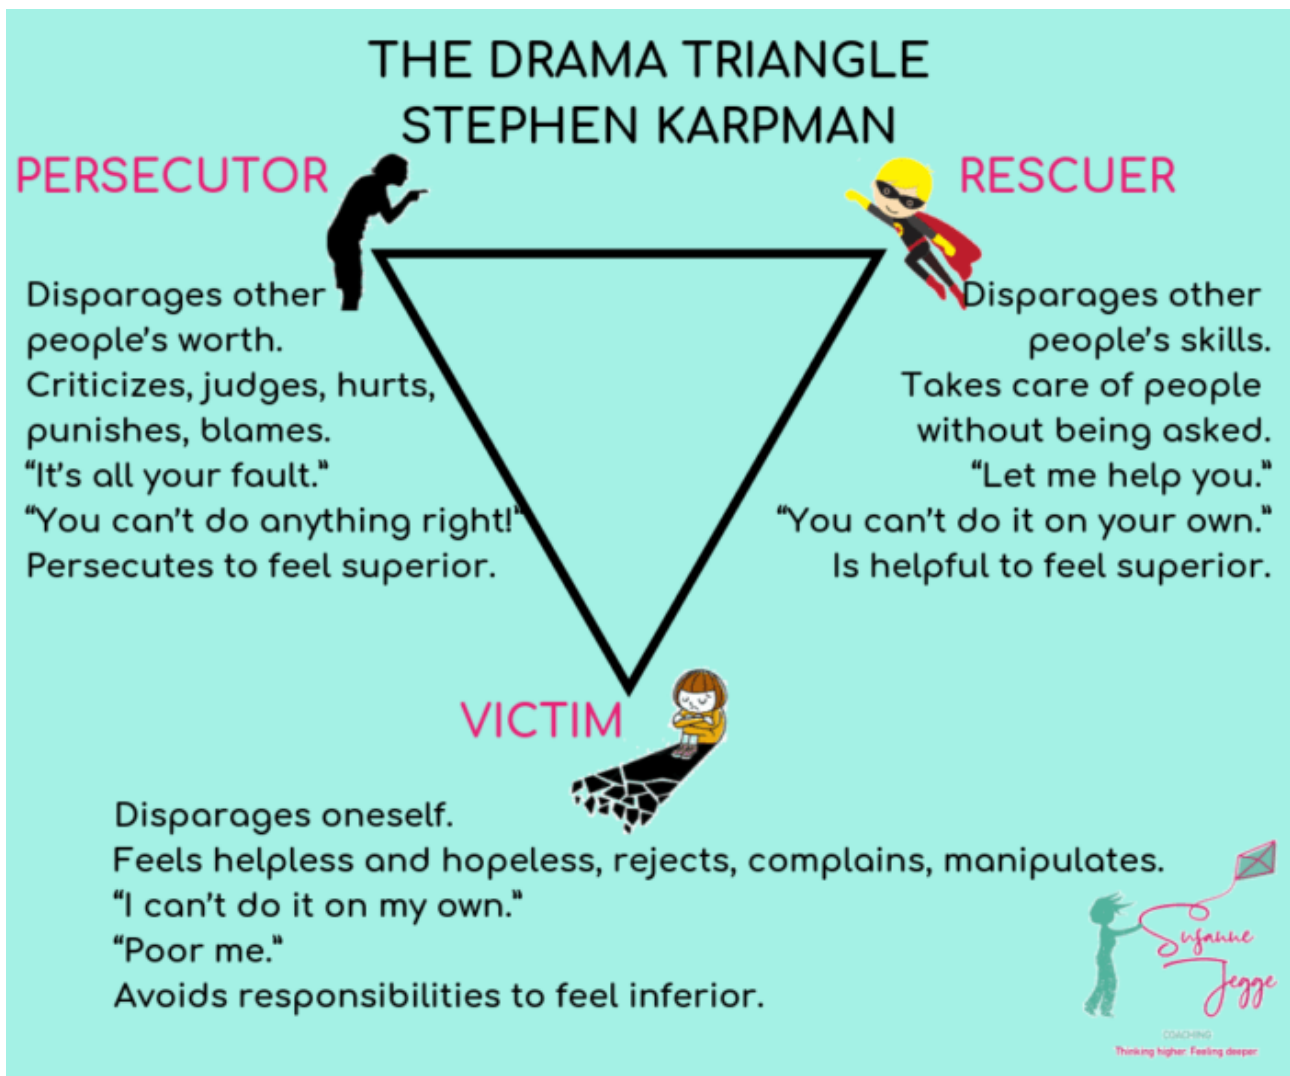 THE DRAMA TRIANGLE
STEPHEN KARPMAN
PERSECUTOR
Disparages other
people's worth.
Criticizes, judges, hurts,
punishes, blames.
“It's all your fault.”
“You can't do anything right!”
Persecutes to feel superior.
RESCUER
Disparages other
people's skills.
Takes care of people
without being asked.
“Let me help you.”
“You can't do it on your own.”
Is helpful to feel superior.
VICTIM
Disparages oneself.
Feels helpless and hopeless, rejects, complains, manipulates.
“I can't do it on my own.”
“Poor me.”
Avoids responsibilities to feel inferior.
Susanne
Jegge
COACHING
Thinking higher. Feeling deeper.